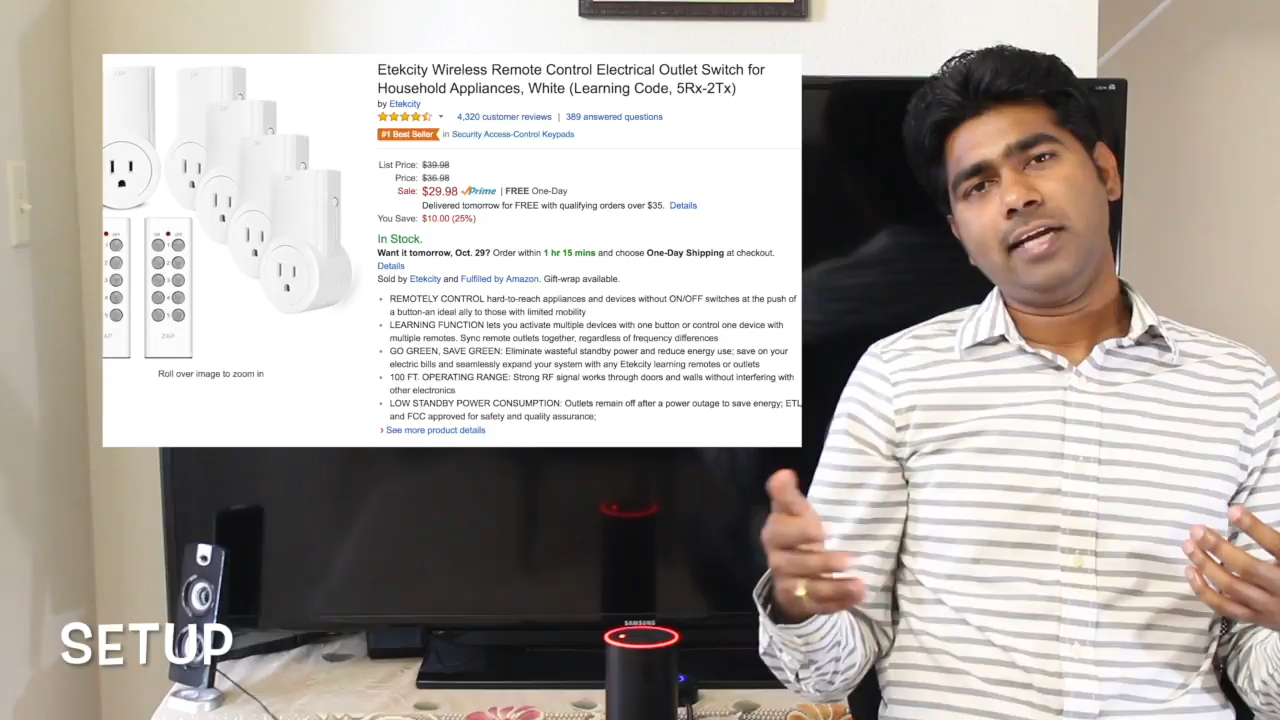 Etekcity Wireless Remote Control Electrical Outlet Switch for
Household Appliances, White (Learning Code, 5Rx-2Tx)
by Etekcity
4,320 customer reviews | 389 answered questions
#1 Best Seller in Security Access-Control Keypads
List Price: $39.98
Price: $36.98
Sale: $29.98 Prime | FREE One-Day
Delivered tomorrow for FREE with qualifying orders over $35. Details
You Save: $10.00 (25%)
In Stock.
Want it tomorrow, Oct. 29? Order within 1 hr 15 mins and choose One-Day Shipping at checkout.
Details
Sold by Etekcity and Fulfilled by Amazon. Gift-wrap available.
REMOTELY CONTROL hard-to-reach appliances and devices without ON/OFF switches at the push of
a button-an ideal ally to those with limited mobility
LEARNING FUNCTION lets you activate multiple devices with one button or control one device with
multiple remotes. Sync remote outlets together, regardless of frequency differences
GO GREEN, SAVE GREEN: Eliminate wasteful standby power and reduce energy use; save on your
electric bills and seamlessly expand your system with any Etekcity learning remotes or outlets
100 FT. OPERATING RANGE: Strong RF signal works through doors and walls without interfering with
other electronics
LOW STANDBY POWER CONSUMPTION: Outlets remain off after a power outage to save energy; ETL
and FCC approved for safety and quality assurance;
› See more product details
Roll over image to zoom in
ZAP
SAMSUNG
SETUP